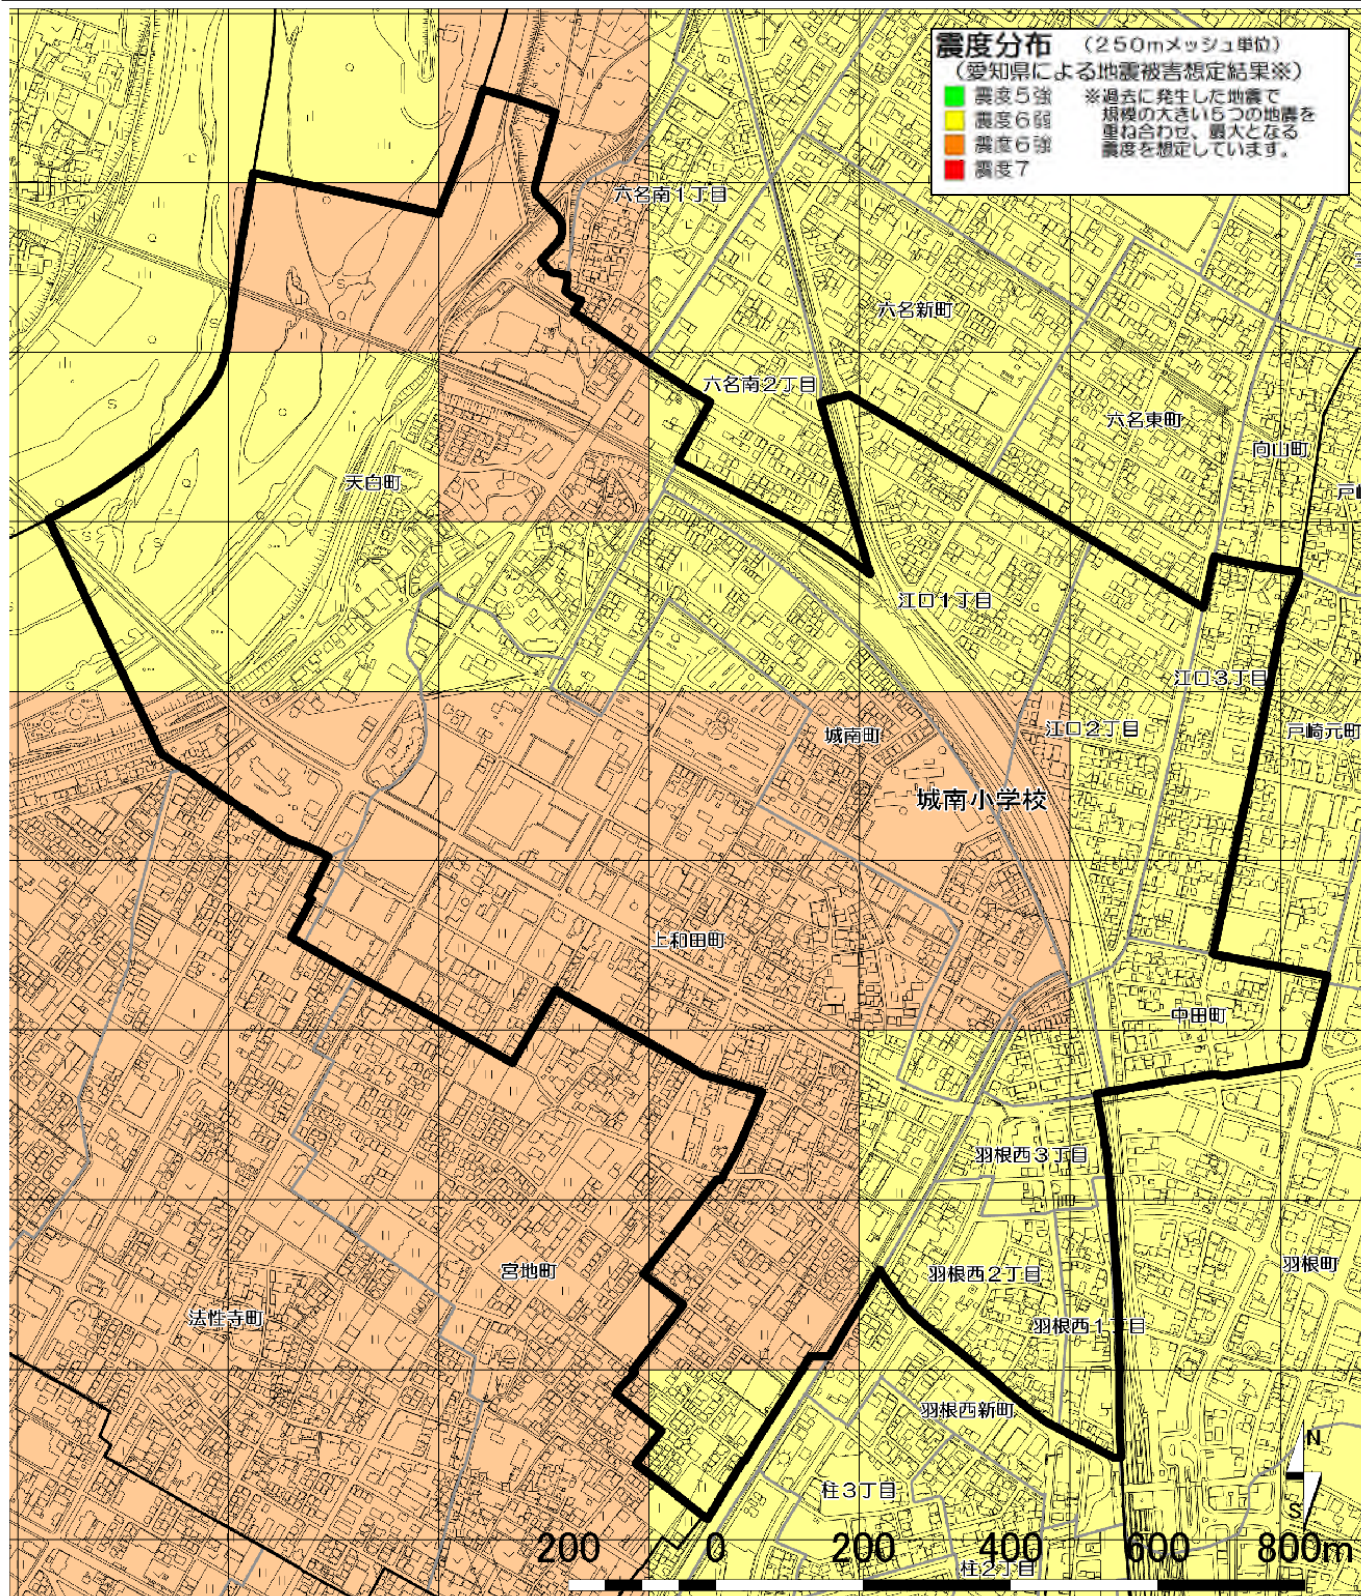 震度分布 (250mメッシュ単位)
(愛知県による地震被害想定結果※)
震度5強
震度6弱
震度6強
震度7
※過去に発生した地震で
規模の大きい5つの地震を
重ね合わせ、最大となる
震度を想定しています。
六名南1丁目
六名新町
六名南2丁目
六名東町
向山町
天白町
江口1丁目
江口3丁目
城南町
江口2丁目
戸崎元町
城南小学校
上和田町
中田町
羽根西3丁目
宮地町
羽根西2丁目
羽根町
法性寺町
羽根西1丁目
羽根西新町
N
柱3丁目
S
200 0 200 400 600 800m
柱2丁目